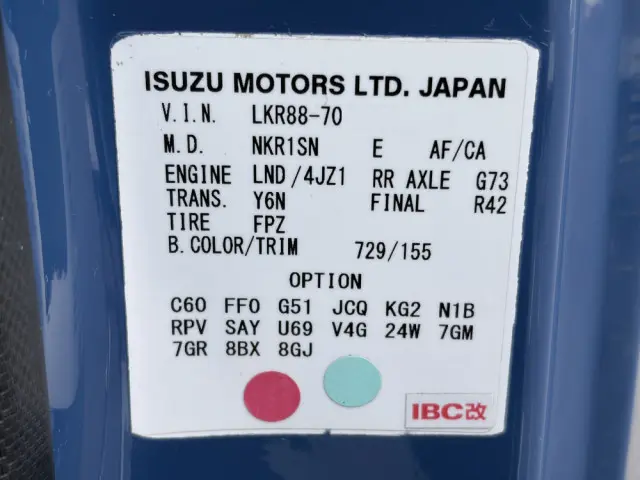 ISUZU MOTORS LTD. JAPAN
V.I.N. LKR88-70
M.D. NKR1SN E AF/CA
ENGINE LND/4JZ1 RR AXLE G73
TRANS. Y6N FINAL R42
TIRE FPZ
B.COLOR/TRIM 729/155
OPTION
C60 FF0 G51 JCQ KG2 N1B
RPV SAY U69 V4G 24W 7GM
7GR 8BX 8GJ
IBC改